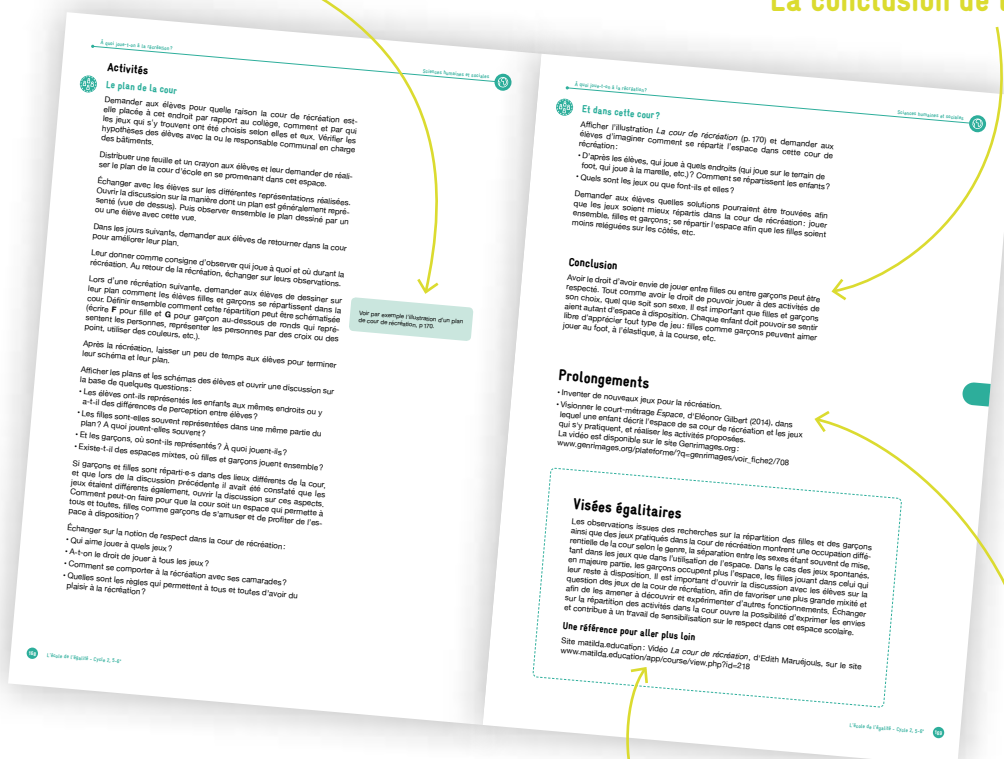 La conclusion de l
À quoi joue-t-on à la récréation?
Sciences humaines et sociales
Activités
Le plan de la cour
Demander aux élèves pour quelle raison la cour de récréation est-
elle placée à cet endroit par rapport au collège, comment et par qui
les jeux qui s'y trouvent ont été choisis selon elles et eux. Vérifier les
hypothèses des élèves avec la ou le responsable communal en charge
des bâtiments.
Distribuer une feuille et un crayon aux élèves et leur demander de réali-
ser le plan de la cour d'école en se promenant dans cet espace.
Échanger avec les élèves sur les différentes représentations réalisées.
Ouvrir la discussion sur la manière dont un plan est généralement repré-
senté (vue de dessus). Puis observer ensemble le plan dessiné par un
ou une élève avec cette vue.
Dans les jours suivants, demander aux élèves de retourner dans la cour
pour améliorer leur plan.
Leur donner comme consigne d'observer qui joue à quoi et où durant la
récréation. Au retour de la récréation, échanger sur leurs observations.
Lors d'une récréation suivante, demander aux élèves de dessiner sur
leur plan comment les élèves filles et garçons se répartissent dans la
cour. Définir ensemble comment cette répartition peut être schématisée
(écrire F pour fille et G pour garçon au-dessous de ronds qui repré-
sentent les personnes, représenter les personnes par des croix ou des
point, utiliser des couleurs, etc.).
Après la récréation, laisser un peu de temps aux élèves pour terminer
leur schéma et leur plan.
Afficher les plans et les schémas des élèves et ouvrir une discussion sur
la base de quelques questions:
• Les élèves ont-ils représentés les enfants aux mêmes endroits ou y
a-t-il des différences de perception entre élèves?
• Les filles sont-elles souvent représentées dans une même partie du
plan? A quoi jouent-elles souvent?
• Et les garçons, où sont-ils représentés? À quoi jouent-ils?
• Existe-t-il des espaces mixtes, où filles et garçons jouent ensemble?
Si garçons et filles sont réparti·e·s dans des lieux différents de la cour,
et que lors de la discussion précédente il avait été constaté que les
jeux étaient différents également, ouvrir la discussion sur ces aspects.
Comment peut-on faire pour que la cour soit un espace qui permette à
tous et toutes, filles comme garçons de s'amuser et de profiter de l'es-
pace à disposition?
Échanger sur la notion de respect dans la cour de récréation:
• Qui aime jouer à quels jeux?
• A-t-on le droit de jouer à tous les jeux?
• Comment se comporter à la récréation avec ses camarades?
• Quelles sont les règles qui permettent à tous et toutes d'avoir du
plaisir à la récréation?
Voir par exemple l'illustration d'un plan
de cour de récréation, p 170.
168 L'école de l'égalité - Cycle 2, 5-6e
À quoi joue-t-on à la récréation?
Sciences humaines et sociales
Et dans cette cour?
Afficher l'illustration La cour de récréation (p. 170) et demander aux
élèves d'imaginer comment se répartit l'espace dans cette cour de
récréation:
• D'après les élèves, qui joue à quels endroits (qui joue sur le terrain de
foot, qui joue à la marelle, etc.)? Comment se répartissent les enfants?
• Quels sont les jeux ou que font-ils et elles?
Demander aux élèves quelles solutions pourraient être trouvées afin
que les jeux soient mieux répartis dans la cour de récréation: jouer
ensemble, filles et garçons; se répartir l'espace afin que les filles soient
moins reléguées sur les côtés, etc.
Conclusion
Avoir le droit d'avoir envie de jouer entre filles ou entre garçons peut être
respecté. Tout comme avoir le droit de pouvoir jouer à des activités de
son choix, quel que soit son sexe. Il est important que filles et garçons
aient autant d'espace à disposition. Chaque enfant doit pouvoir se sentir
libre d'apprécier tout type de jeu: filles comme garçons peuvent aimer
jouer au foot, à l'élastique, à la course, etc.
Prolongements
• Inventer de nouveaux jeux pour la récréation.
• Visionner le court-métrage Espace, d'Eléonor Gilbert (2014), dans
lequel une enfant décrit l'espace de sa cour de récréation et les jeux
qui s'y pratiquent, et réaliser les activités proposées.
La vidéo est disponible sur le site Genrimages.org:
www.genrimages.org/plateforme/?q=genrimages/voir_fiche2/708
Visées égalitaires
Les observations issues des recherches sur la répartition des filles et des garçons
ainsi que des jeux pratiqués dans la cour de récréation montrent une occupation diffé-
rentielle de la cour selon le genre, la séparation entre les sexes étant souvent de mise,
tant dans les jeux que dans l'utilisation de l'espace. Dans le cas des jeux spontanés,
en majeure partie, les garçons occupent plus l'espace, les filles jouant dans celui qui
leur reste à disposition. Il est important d'ouvrir la discussion avec les élèves sur la
question des jeux de la cour de récréation, afin de favoriser une plus grande mixité et
afin de les amener à découvrir et expérimenter d'autres fonctionnements. Échanger
sur la répartition des activités dans la cour ouvre la possibilité d'exprimer les envies
et contribue à un travail de sensibilisation sur le respect dans cet espace scolaire.
Une référence pour aller plus loin
Site matilda.education: Vidéo La cour de récréation, d'Edith Maruéjouls, sur le site
www.matilda.education/app/course/view.php?id=218
L'école de l'égalité - Cycle 2, 5-6e 169